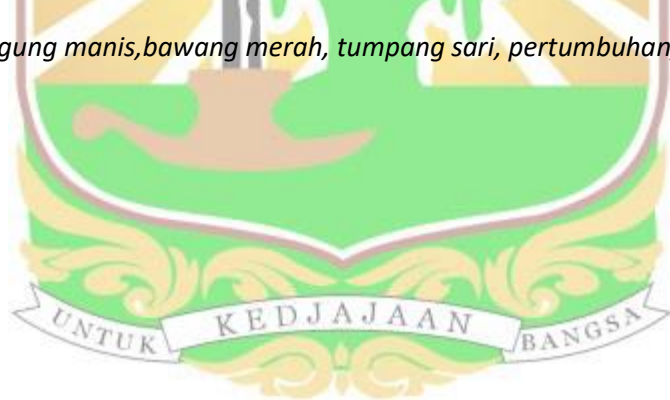 gung manis,bawang merah, tumpang sari, pertumbuhan,
UNTUK KEDJAJAAN BANGSA